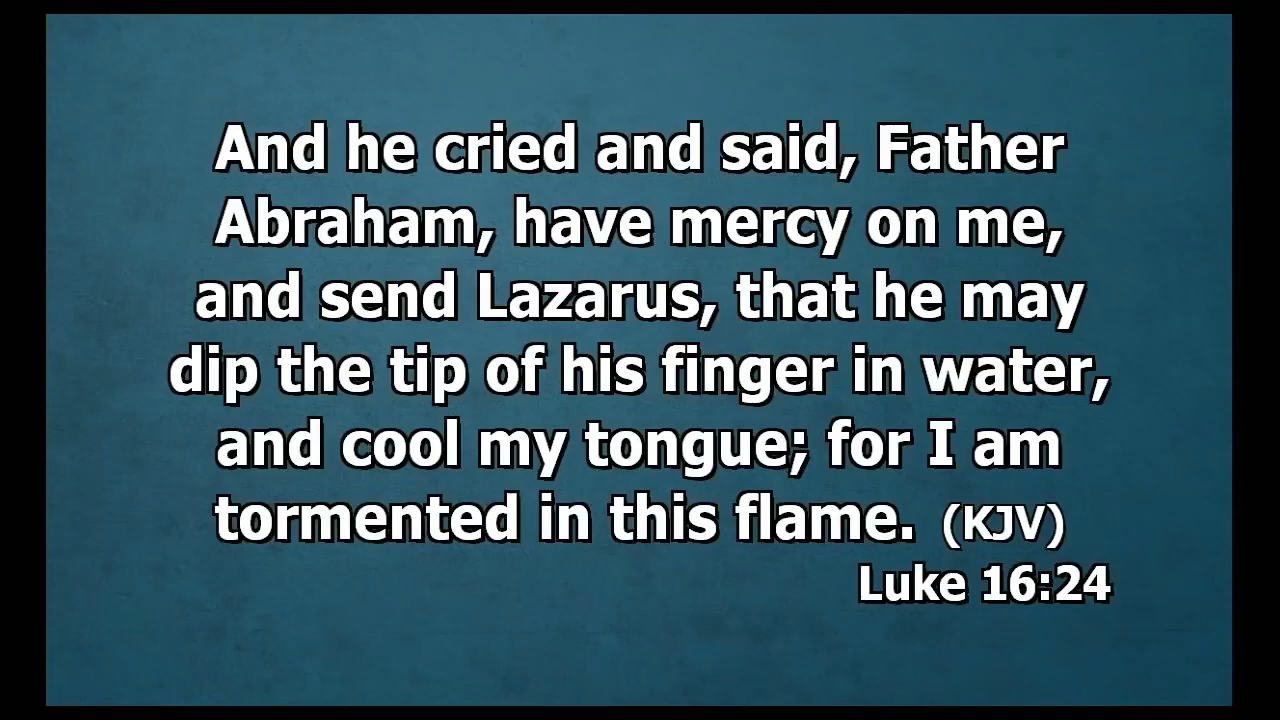 And he cried and said, Father
Abraham, have mercy on me,
and send Lazarus, that he may
dip the tip of his finger in water,
and cool my tongue; for I am
tormented in this flame. (KJV)
Luke 16:24